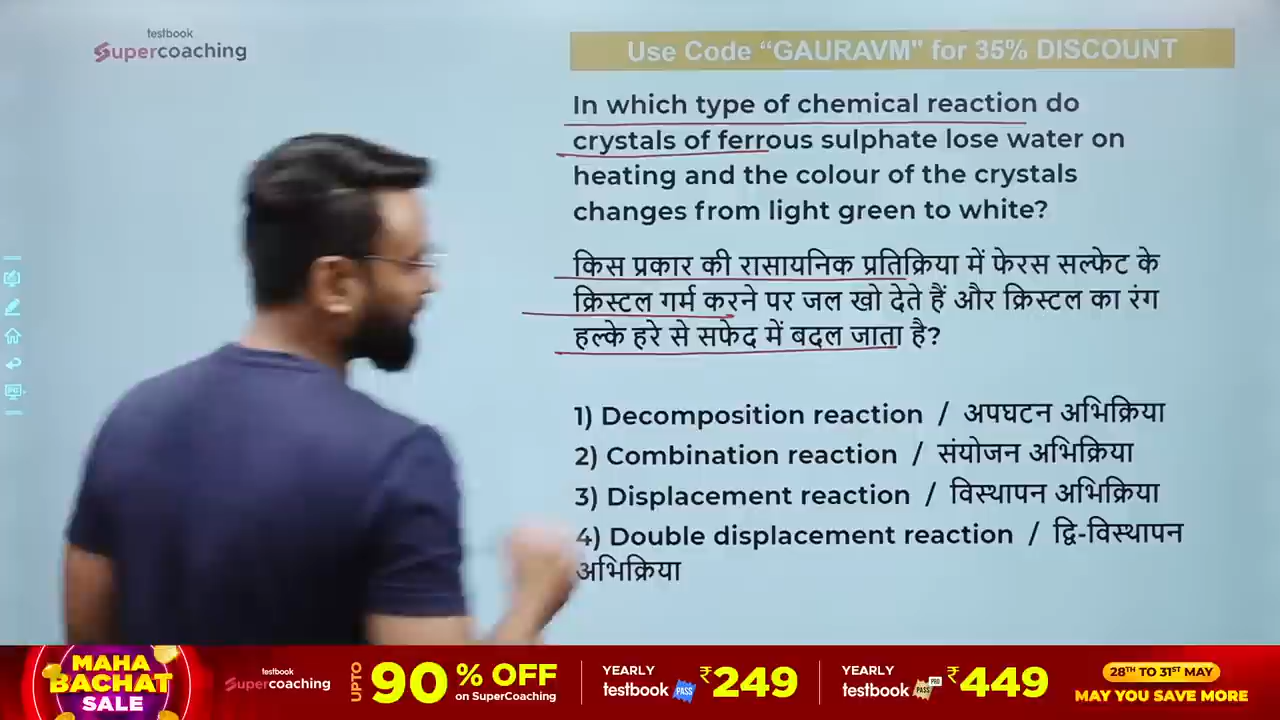 testbook
Supercoaching
Use Code “GAURAVM" for 35% DISCOUNT
In which type of chemical reaction do
crystals of ferrous sulphate lose water on
heating and the colour of the crystals
changes from light green to white?
किस प्रकार की रासायनिक प्रतिक्रिया में फेरस सल्फेट के
क्रिस्टल गर्म करने पर जल खो देते हैं और क्रिस्टल का रंग
हल्के हरे से सफेद में बदल जाता है?
1) Decomposition reaction / अपघटन अभिक्रिया
2) Combination reaction / संयोजन अभिक्रिया
3) Displacement reaction / विस्थापन अभिक्रिया
4) Double displacement reaction / द्वि-विस्थापन
अभिक्रिया
MAHA
BACHAT
SALE
testbook
Supercoaching
UPTO 90% OFF
on SuperCoaching
YEARLY
testbook PASS ₹249
YEARLY
testbook PASS PRO ₹449
28TH TO 31ST MAY
MAY YOU SAVE MORE